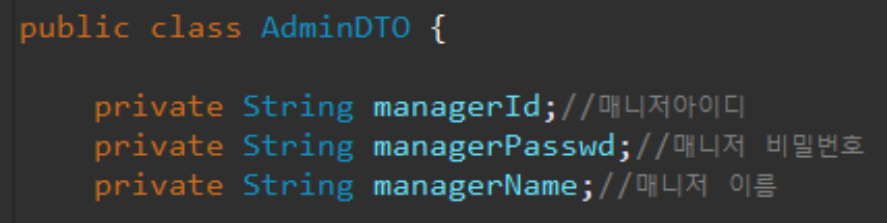 public class AdminDTO {
private String managerId;//매니저아이디
private String managerPasswd;//매니저 비밀번호
private String managerName;//매니저 이름